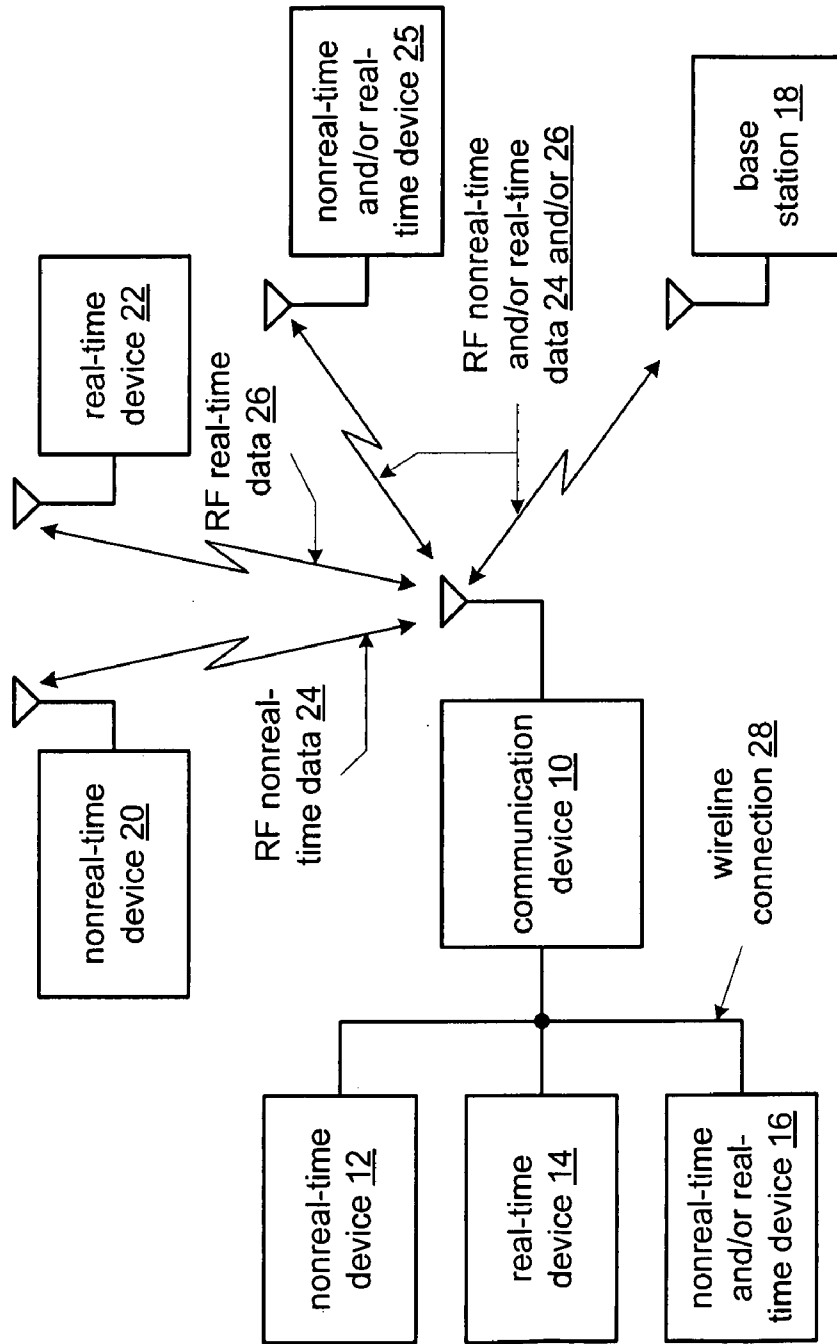 nonreal-time
device 20
real-time
device 22
RF nonreal-
time data 24
RF real-time
data 26
nonreal-time
and/or real-
time device 25
RF nonreal-time
and/or real-time
data 24 and/or 26
nonreal-time
device 12
real-time
device 14
nonreal-time
and/or real-
time device 16
communication
device 10
wireline
connection 28
base
station 18